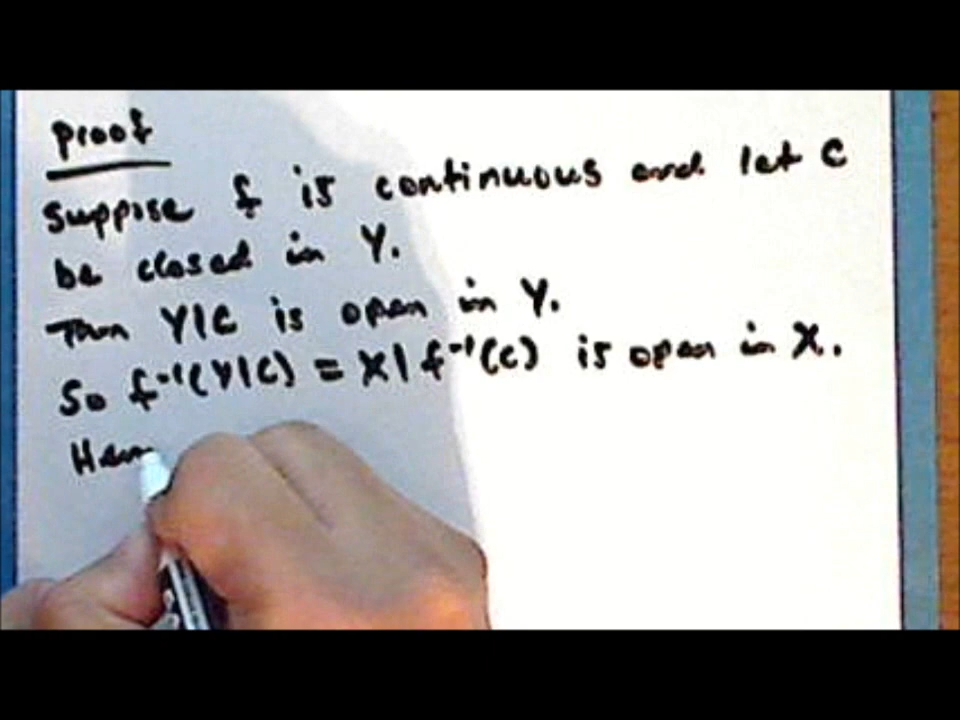 Proof
Suppose f is continuous and let C
be closed in Y.
Then Y\C is open in Y.
So f⁻¹(Y\C) = X\f⁻¹(C) is open in X.